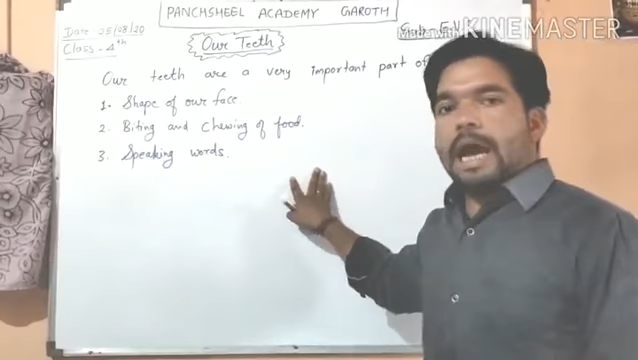 PANCHSHEEL ACADEMY GAROTH
Date - 25/08/20
Class - 4th
Our Teeth
KINEMASTER
Our teeth are a very important part of
1. Shape of our face.
2. Biting and chewing of food.
3. Speaking words.